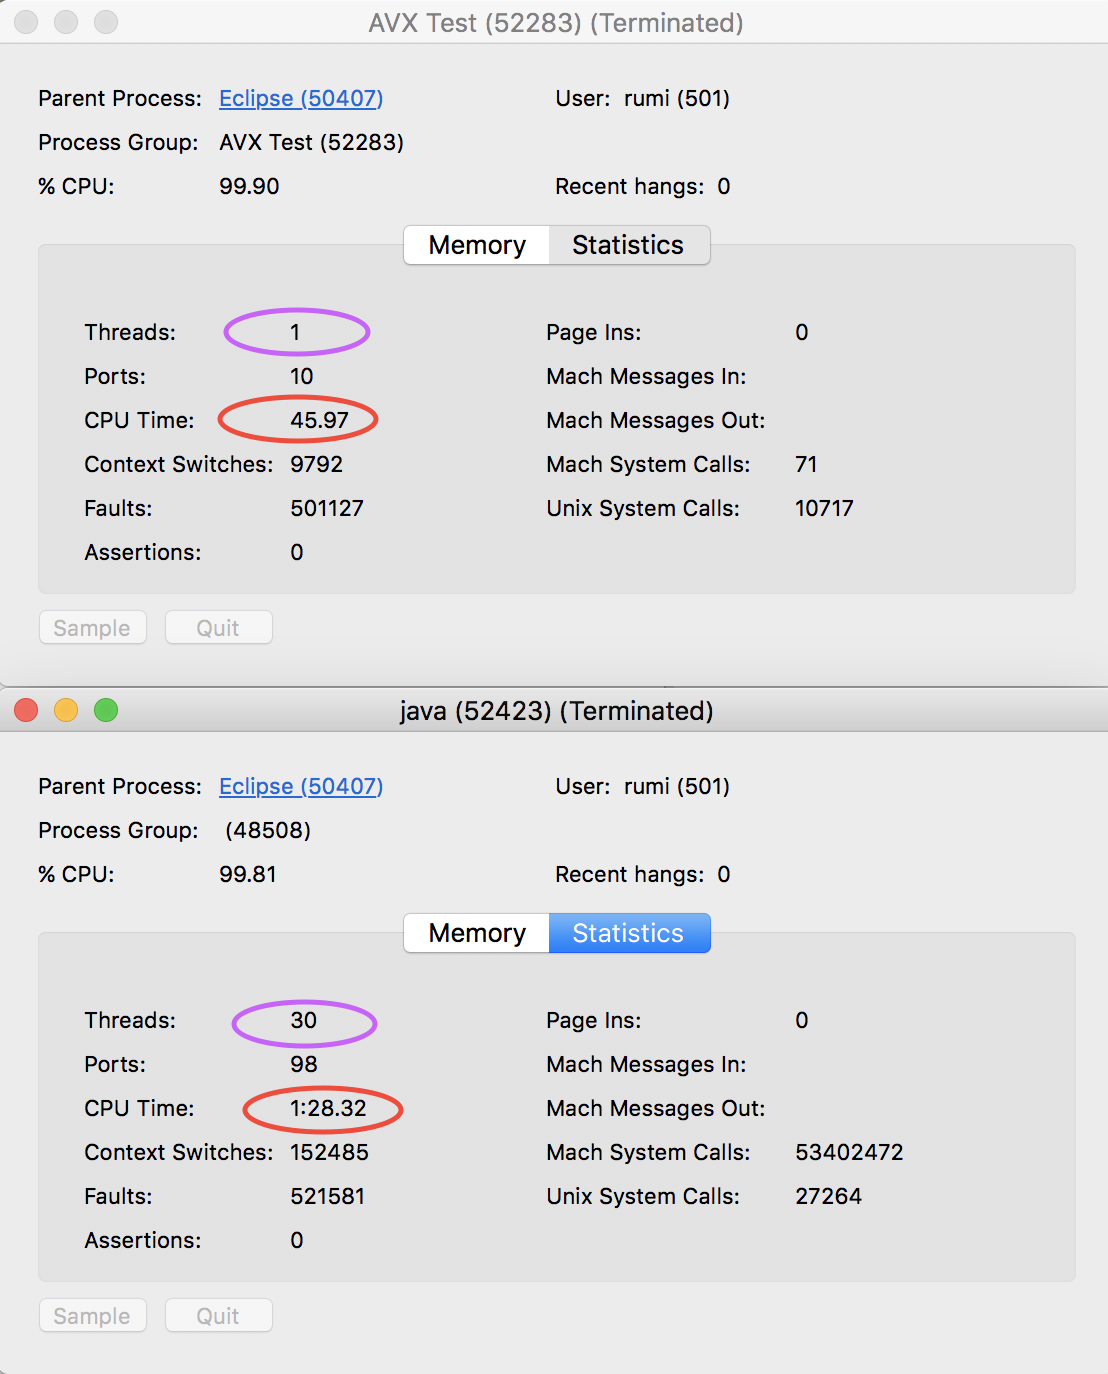 AVX Test (52283) (Terminated)
Parent Process: Eclipse (50407) User: rumi (501)
Process Group: AVX Test (52283)
% CPU: 99.90 Recent hangs: 0
Memory Statistics
Threads: 1 Page Ins: 0
Ports: 10 Mach Messages In:
CPU Time: 45.97 Mach Messages Out:
Context Switches: 9792 Mach System Calls: 71
Faults: 501127 Unix System Calls: 10717
Assertions: 0
Sample Quit
java (52423) (Terminated)
Parent Process: Eclipse (50407) User: rumi (501)
Process Group: (48508)
% CPU: 99.81 Recent hangs: 0
Memory Statistics
Threads: 30 Page Ins: 0
Ports: 98 Mach Messages In:
CPU Time: 1:28.32 Mach Messages Out:
Context Switches: 152485 Mach System Calls: 53402472
Faults: 521581 Unix System Calls: 27264
Assertions: 0
Sample Quit